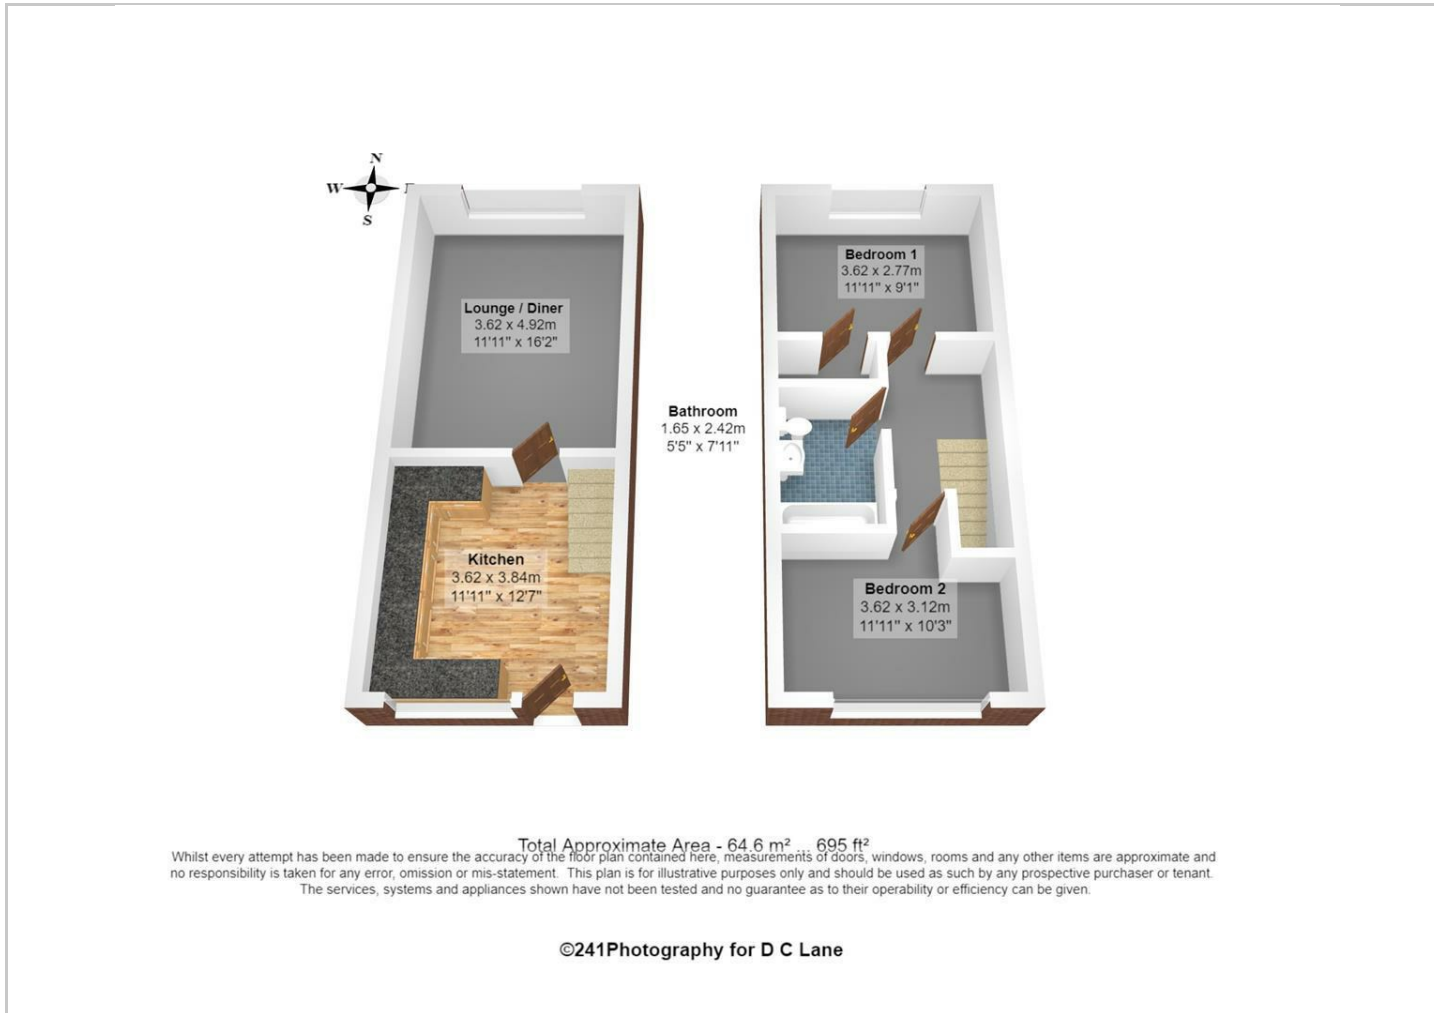 N
W
S
Lounge / Diner
3.62 x 4.92m
11'11" x 16'2"
Kitchen
3.62 x 3.84m
11'11" x 12'7"
Bathroom
1.65 x 2.42m
5'5" x 7'11"
Bedroom 1
3.62 x 2.77m
11'11" x 9'1"
Bedroom 2
3.62 x 3.12m
11'11" x 10'3"
Total Approximate Area - 64.6 m² ... 695 ft²
Whilst every attempt has been made to ensure the accuracy of the floor plan contained here, measurements of doors, windows, rooms and any other items are approximate and
no responsibility is taken for any error, omission or mis-statement. This plan is for illustrative purposes only and should be used as such by any prospective purchaser or tenant.
The services, systems and appliances shown have not been tested and no guarantee as to their operability or efficiency can be given.
©241Photography for D C Lane